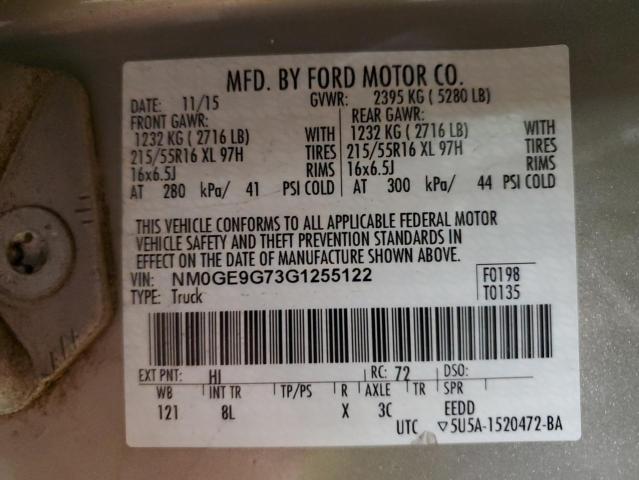 MFD. BY FORD MOTOR CO.
DATE: 11/15 GVWR: 2395 KG ( 5280 LB)
FRONT GAWR: REAR GAWR:
1232 KG ( 2716 LB) WITH 1232 KG ( 2716 LB) WITH
215/55R16 XL 97H TIRES 215/55R16 XL 97H TIRES
16x6.5J RIMS 16x6.5J RIMS
AT 280 kPa/ 41 PSI COLD AT 300 kPa/ 44 PSI COLD
THIS VEHICLE CONFORMS TO ALL APPLICABLE FEDERAL MOTOR
VEHICLE SAFETY AND THEFT PREVENTION STANDARDS IN
EFFECT ON THE DATE OF MANUFACTURE SHOWN ABOVE.
VIN: NM0GE9G73G1255122 F0198
TYPE: Truck T0135
EXT PNT: HI RC: 72 DSO:
WB INT TR TP/PS R AXLE TR SPR
121 8L X 3C EEDD
UTC ▽5U5A-1520472-BA